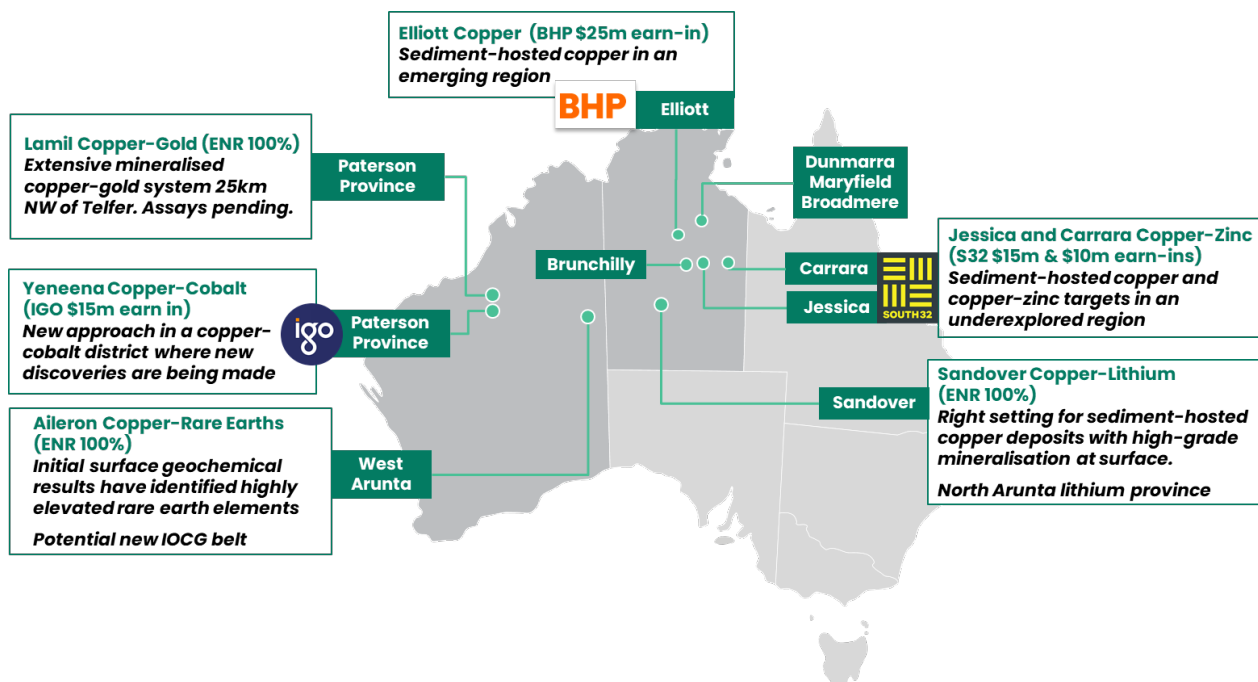 Elliott Copper (BHP $25m earn-in)
Sediment-hosted copper in an
emerging region
BHP
Elliott
Lamil Copper-Gold (ENR 100%)
Extensive mineralised
copper-gold system 25km
NW of Telfer. Assays pending.
Paterson
Province
Dunmarra
Maryfield
Broadmere
Yeneena Copper-Cobalt
(IGO $15m earn in)
New approach in a copper-
cobalt district where new
discoveries are being made
igo
Paterson
Province
Brunchilly
Carrara
Jessica
SOUTH32
Jessica and Carrara Copper-Zinc
(S32 $15m & $10m earn-ins)
Sediment-hosted copper and
copper-zinc targets in an
underexplored region
Aileron Copper-Rare Earths
(ENR 100%)
Initial surface geochemical
results have identified highly
elevated rare earth elements
Potential new IOCG belt
West
Arunta
Sandover
Sandover Copper-Lithium
(ENR 100%)
Right setting for sediment-hosted
copper deposits with high-grade
mineralisation at surface.
North Arunta lithium province